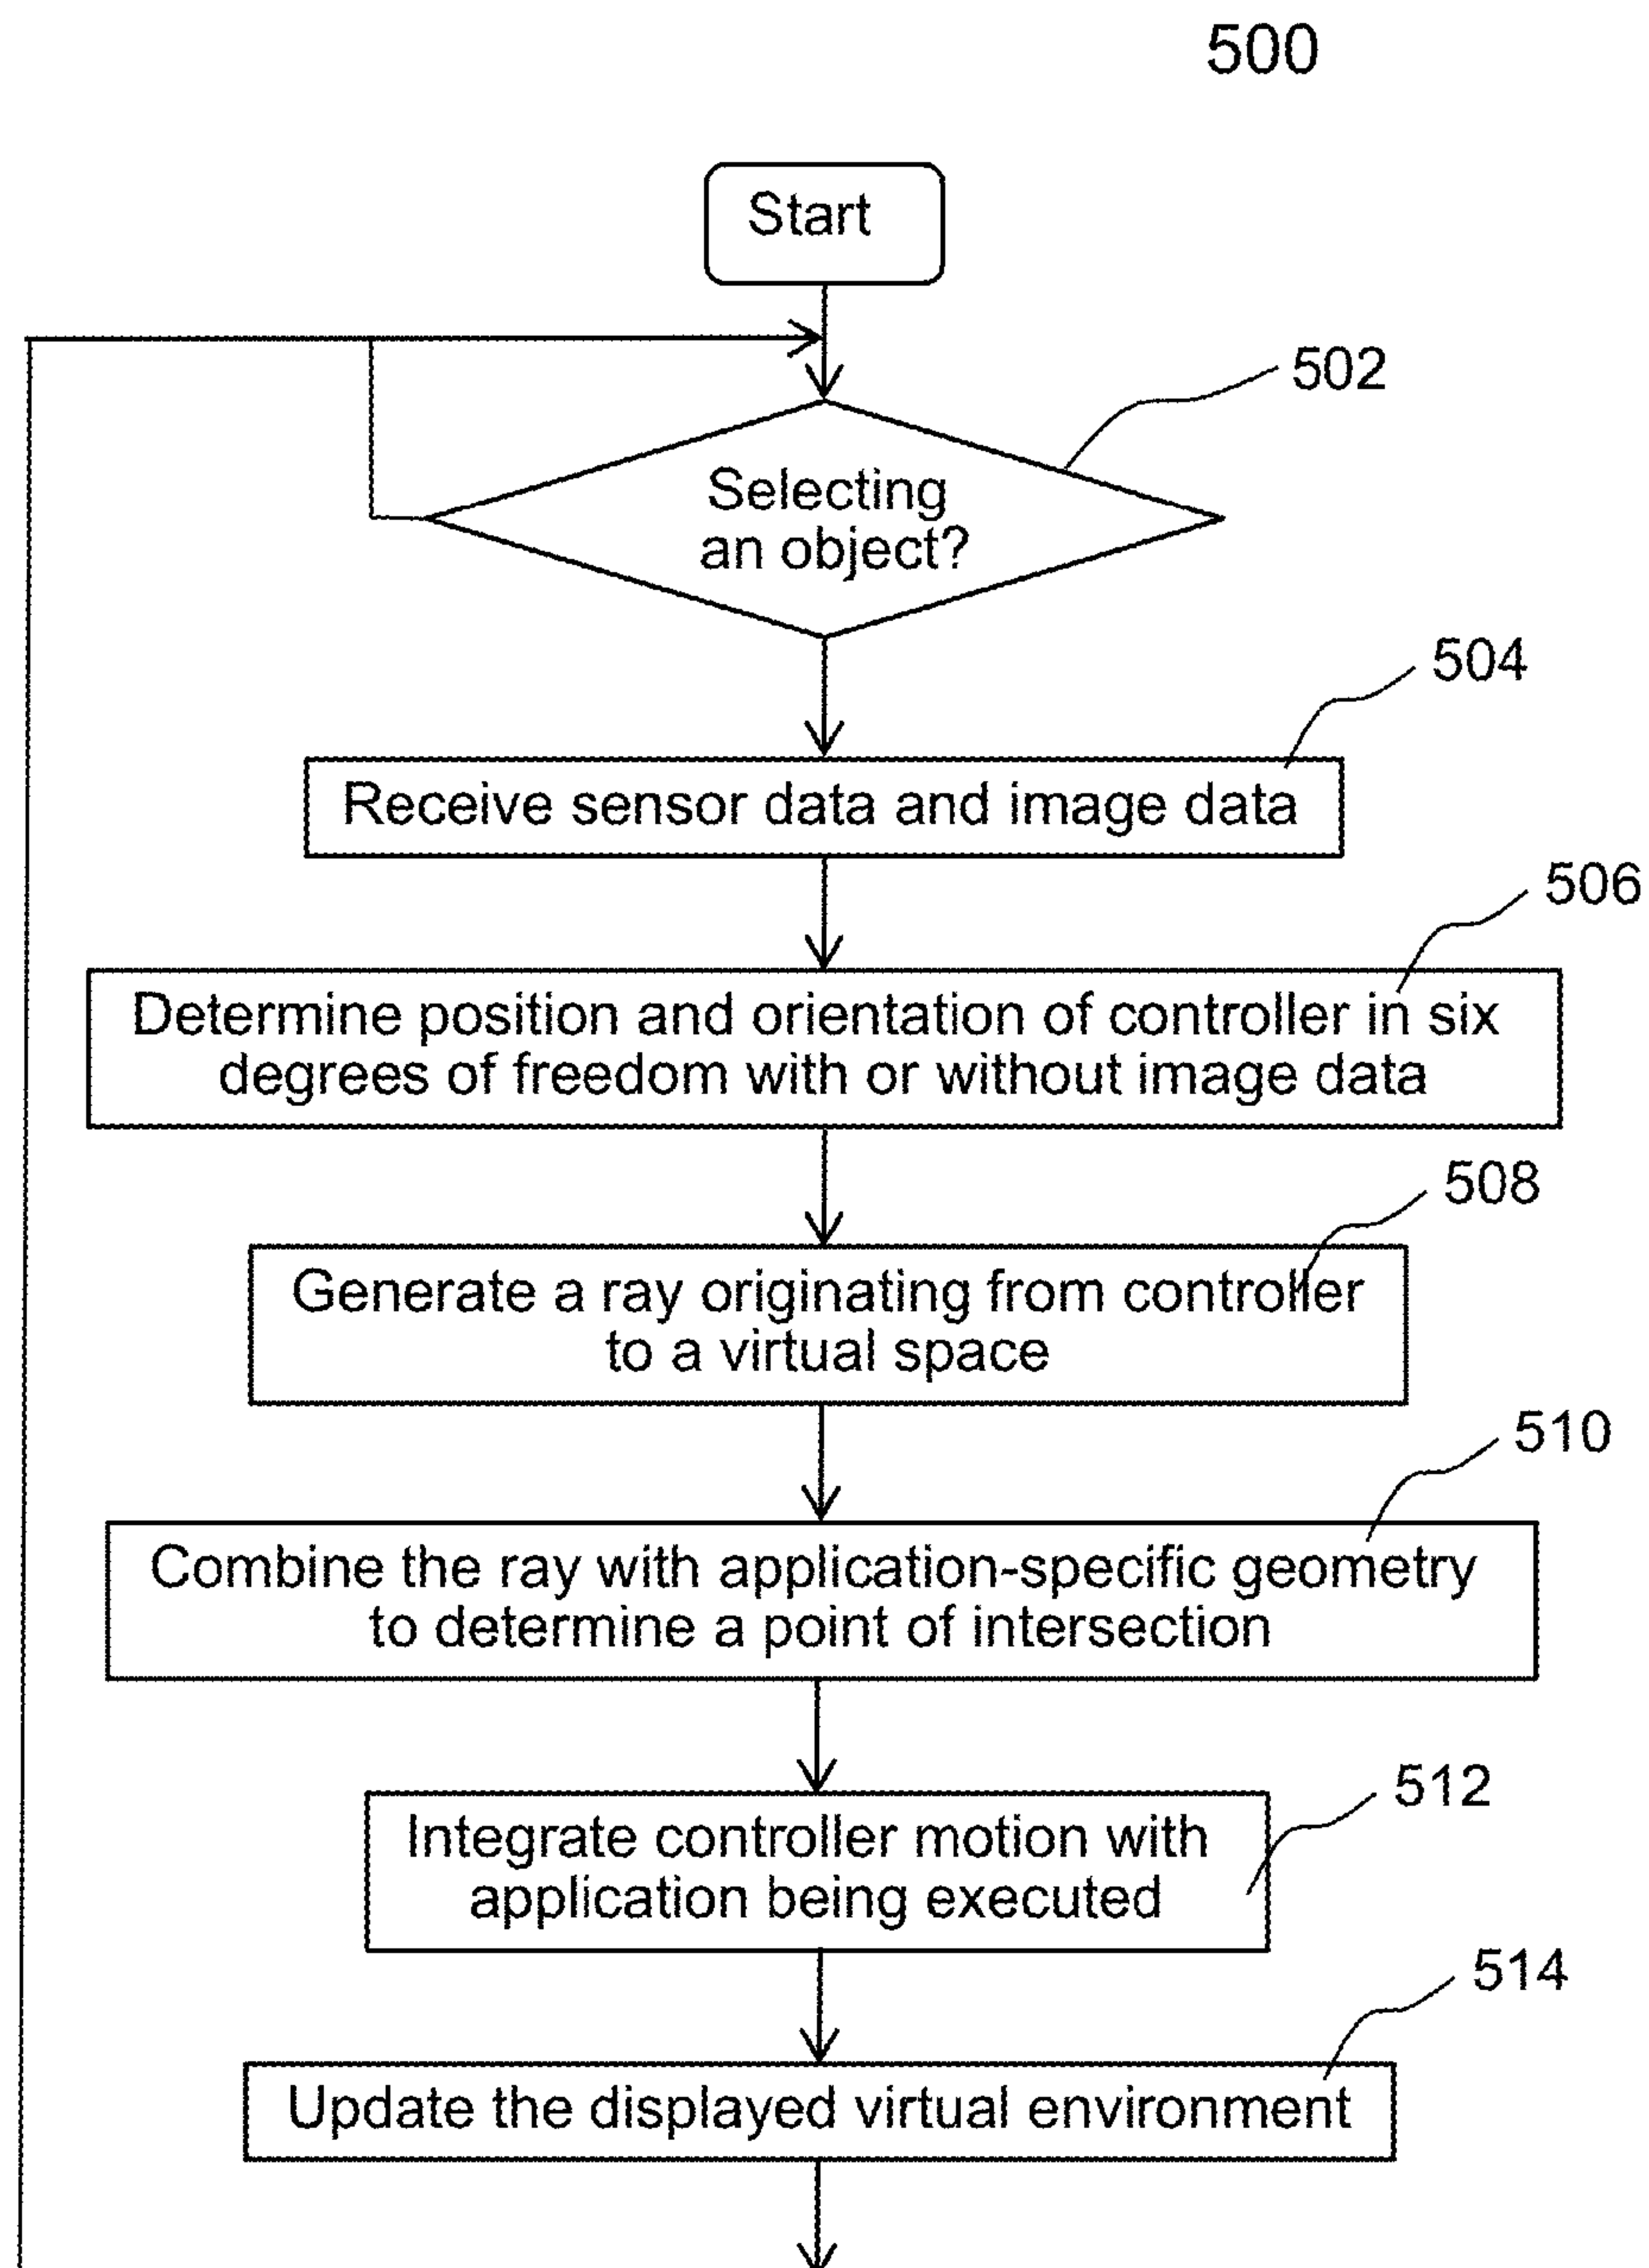 500
Start
502
Selecting
an object?
504
Receive sensor data and image data
506
Determine position and orientation of controller in six
degrees of freedom with or without image data
508
Generate a ray originating from controller
to a virtual space
510
Combine the ray with application-specific geometry
to determine a point of intersection
512
Integrate controller motion with
application being executed
514
Update the displayed virtual environment